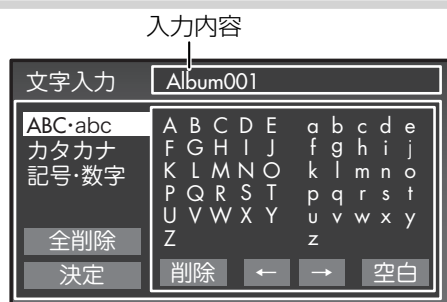 入力内容
文字入力 Album001
ABC･abc
カタカナ
記号･数字
全削除
決定
A B C D E a b c d e
F G H I J f g h i j
K L M N O k l m n o
P Q R S T p q r s t
U V W X Y u v w x y
Z z
削除 ← → 空白